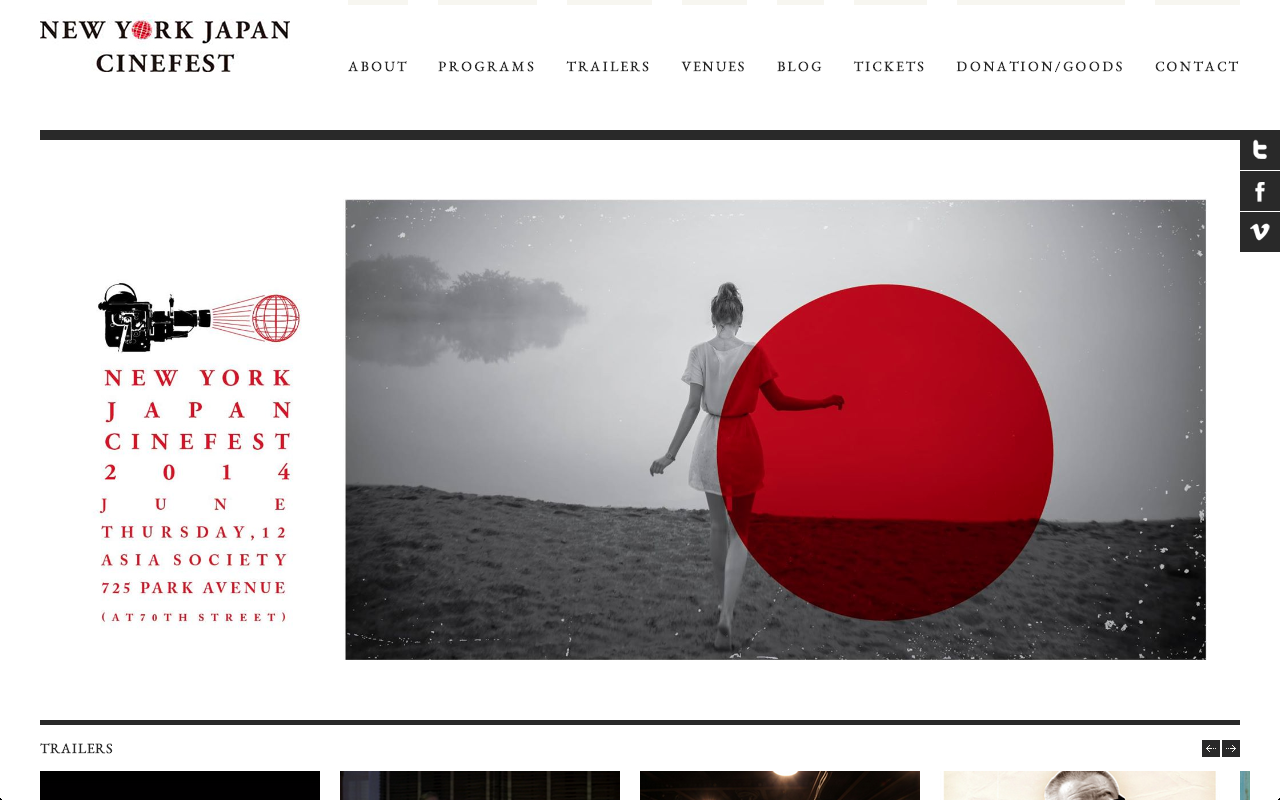 NEW YORK JAPAN
CINEFEST
ABOUT
PROGRAMS
TRAILERS
VENUES
BLOG
TICKETS
DONATION/GOODS
CONTACT
NEW YORK
JAPAN
CINEFEST
2014
JUNE
THURSDAY,12
ASIA SOCIETY
725 PARK AVENUE
(AT70TH STREET)
TRAILERS